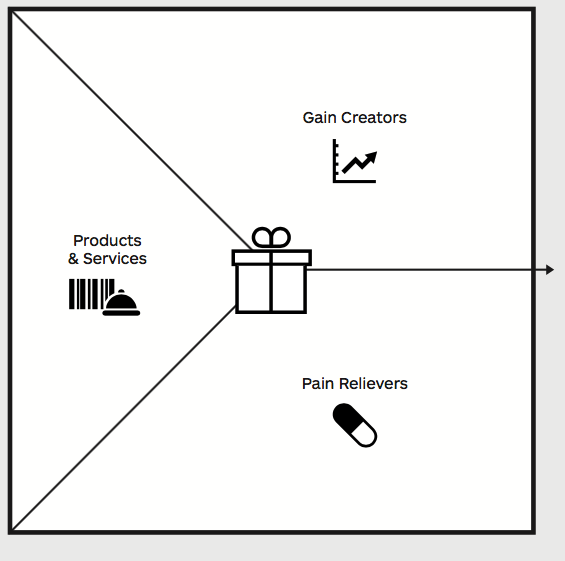 Gain Creators
Products
& Services
Pain Relievers